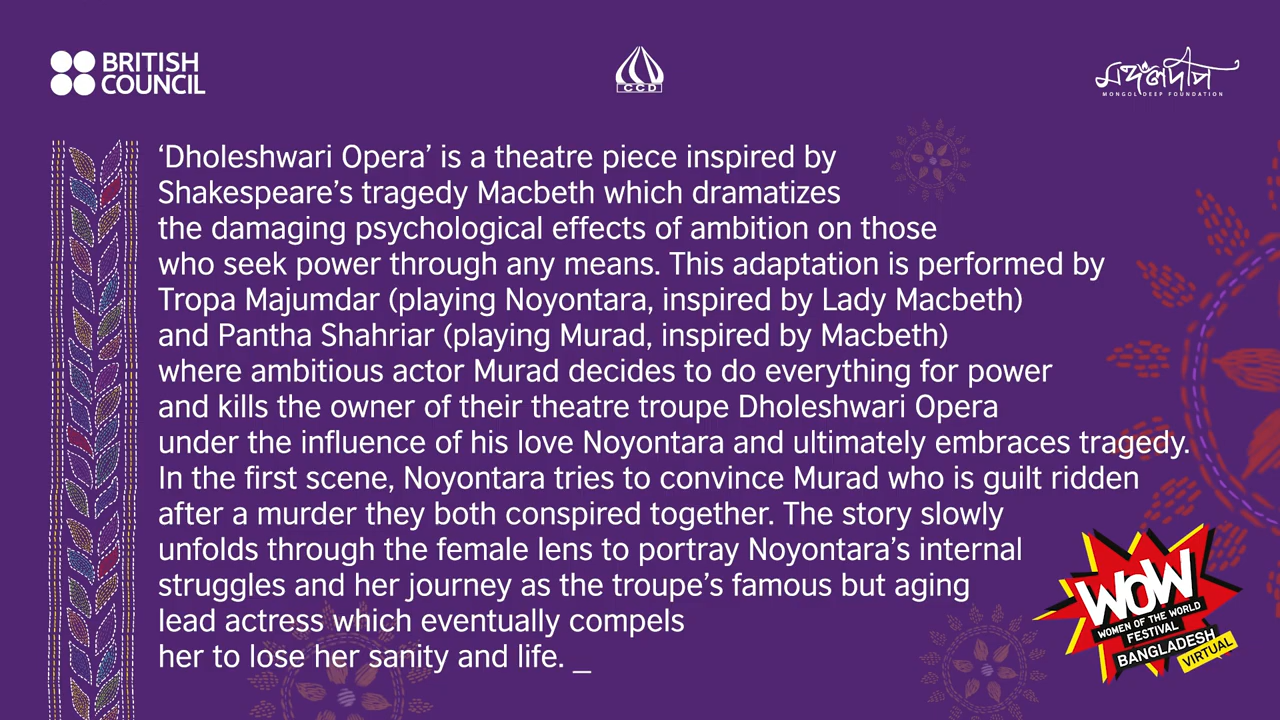 BRITISH
COUNCIL
CCD
মঙ্গলদীপ
MONGOL DEEP FOUNDATION
‘Dholeshwari Opera’ is a theatre piece inspired by
Shakespeare’s tragedy Macbeth which dramatizes
the damaging psychological effects of ambition on those
who seek power through any means. This adaptation is performed by
Tropa Majumdar (playing Noyontara, inspired by Lady Macbeth)
and Pantha Shahriar (playing Murad, inspired by Macbeth)
where ambitious actor Murad decides to do everything for power
and kills the owner of their theatre troupe Dholeshwari Opera
under the influence of his love Noyontara and ultimately embraces tragedy.
In the first scene, Noyontara tries to convince Murad who is guilt ridden
after a murder they both conspired together. The story slowly
unfolds through the female lens to portray Noyontara’s internal
struggles and her journey as the troupe’s famous but aging
lead actress which eventually compels
her to lose her sanity and life. _
WOW
WOMEN OF THE WORLD
FESTIVAL
BANGLADESH
VIRTUAL